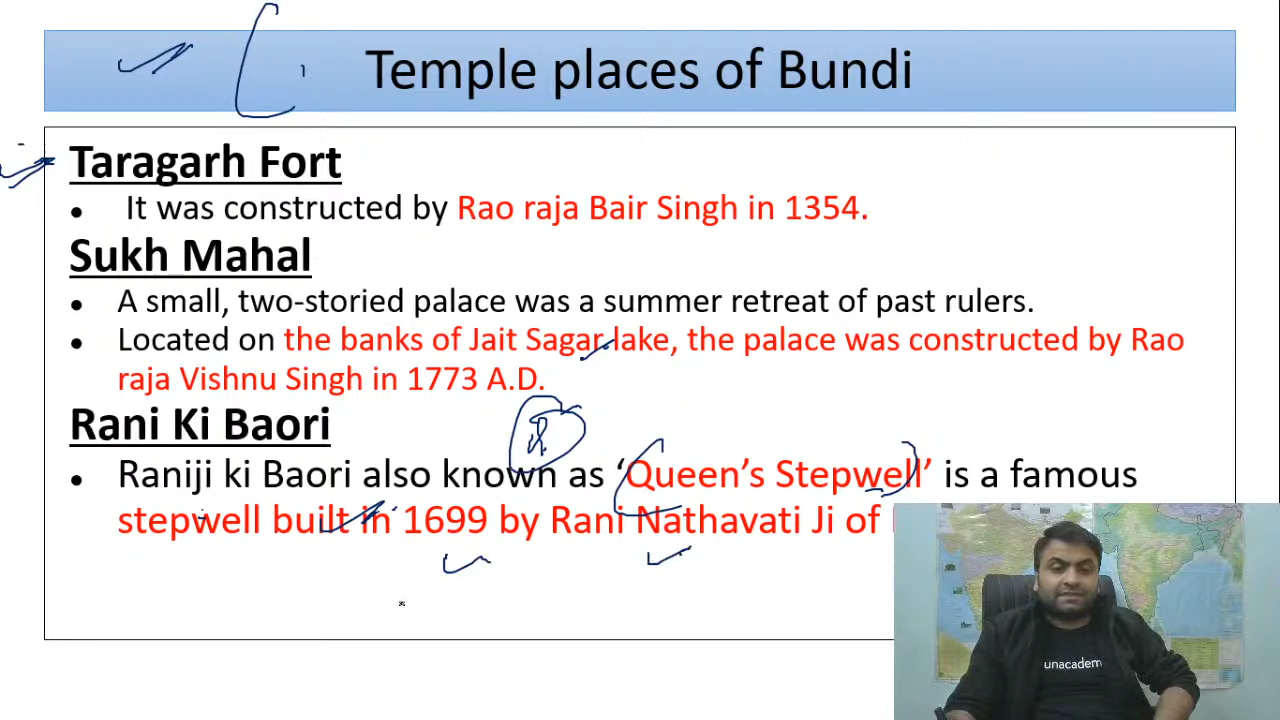 Temple places of Bundi
Taragarh Fort
• It was constructed by Rao raja Bair Singh in 1354.
Sukh Mahal
• A small, two-storied palace was a summer retreat of past rulers.
• Located on the banks of Jait Sagar lake, the palace was constructed by Rao
raja Vishnu Singh in 1773 A.D.
Rani Ki Baori
• Raniji ki Baori also known as ‘Queen’s Stepwell’ is a famous
stepwell built in 1699 by Rani Nathavati Ji of
unacadem